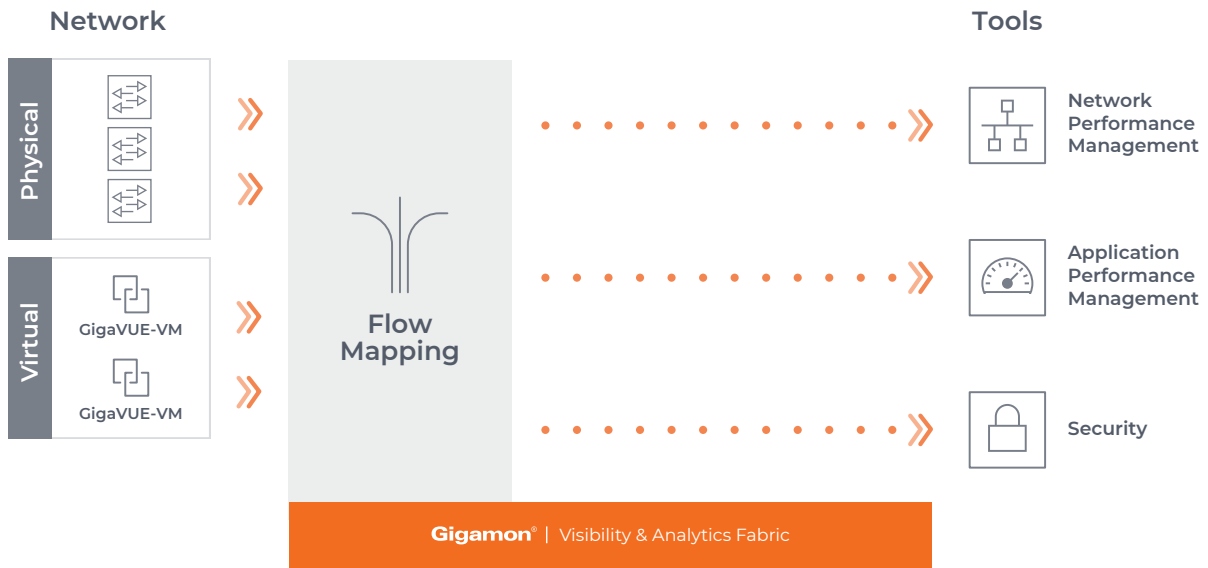 Network
Tools
Physical
Virtual
GigaVUE-VM
GigaVUE-VM
Flow
Mapping
Network
Performance
Management
Application
Performance
Management
Security
Gigamon® | Visibility & Analytics Fabric